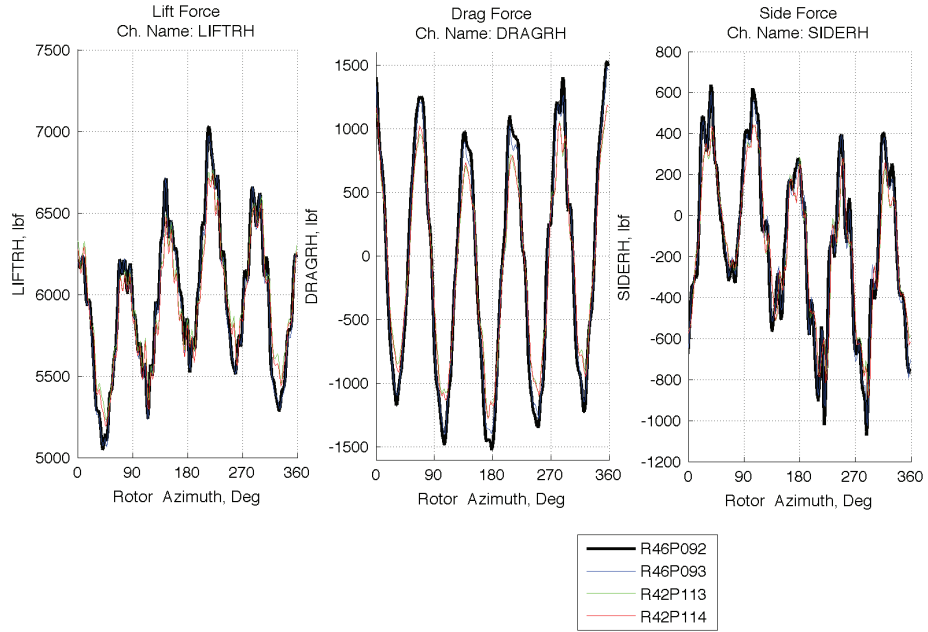 Lift Force
Ch. Name: LIFTRH
7500
7000
6500
6000
5500
5000
LIFTRH, lbf
0 90 180 270 360
Rotor Azimuth, Deg
Drag Force
Ch. Name: DRAGRH
1500
1000
500
0
-500
-1000
-1500
DRAGRH, lbf
0 90 180 270 360
Rotor Azimuth, Deg
Side Force
Ch. Name: SIDERH
800
600
400
200
0
-200
-400
-600
-800
-1000
-1200
SIDERH, lbf
0 90 180 270 360
Rotor Azimuth, Deg
R46P092
R46P093
R42P113
R42P114